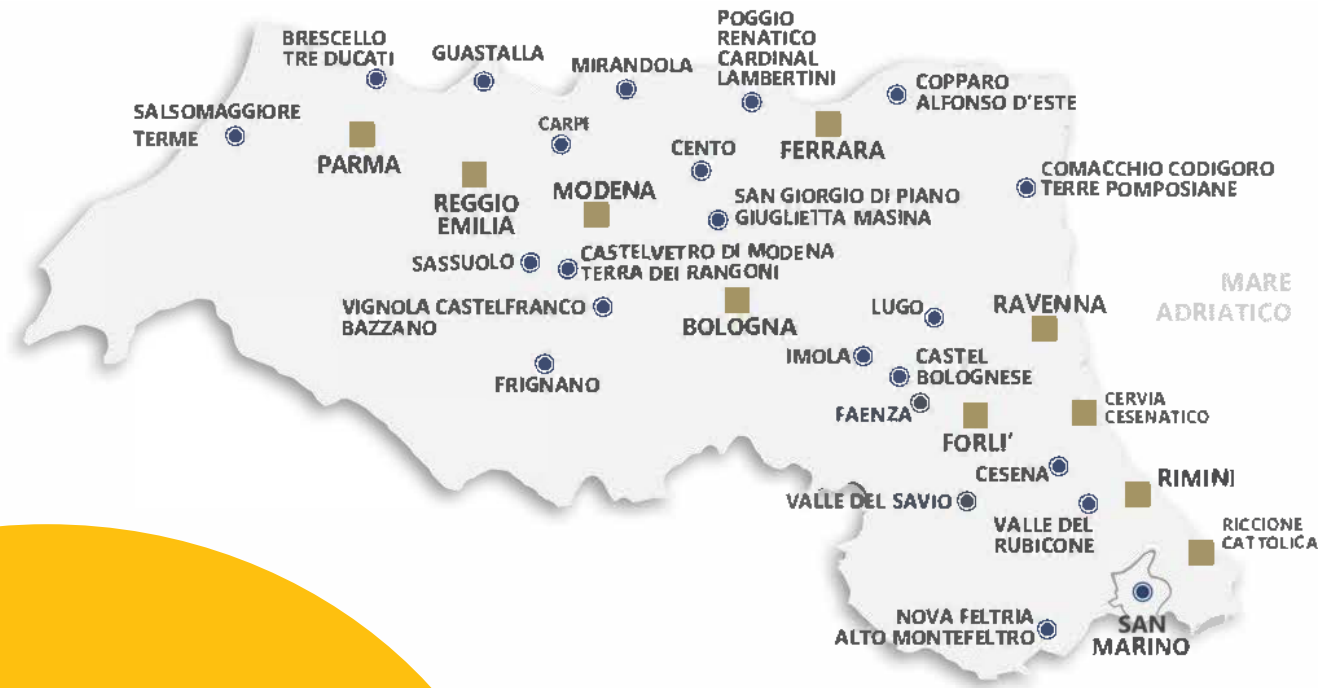 POGGIO
RENATICO
CARDINAL
LAMBERTINI
BRESCELLO
TRE DUCATI
GUASTALLA
MIRANDOLA
COPPARO
ALFONSO D'ESTE
SALSOMAGGIORE
TERME
CARPI
CENTO
FERRARA
PARMA
COMACCHIO CODIGORO
TERRE POMPOSIANE
REGGIO
EMILIA
MODENA
SAN GIORGIO DI PIANO
GIUGLIETTA MASINA
SASSUOLO
CASTELVETRO DI MODENA
TERRA DEI RANGONI
MARE
ADRIATICO
VIGNOLA CASTELFRANCO
BAZZANO
BOLOGNA
LUGO
RAVENNA
IMOLA
CASTEL
BOLOGNESE
FRIGNANO
FAENZA
CERVIA
CESENATICO
FORLI'
CESENA
RIMINI
VALLE DEL SAVIO
VALLE DEL
RUBICONE
RICCIONE
CATTOLICA
NOVA FELTRIA
ALTO MONTEFELTRO
SAN
MARINO